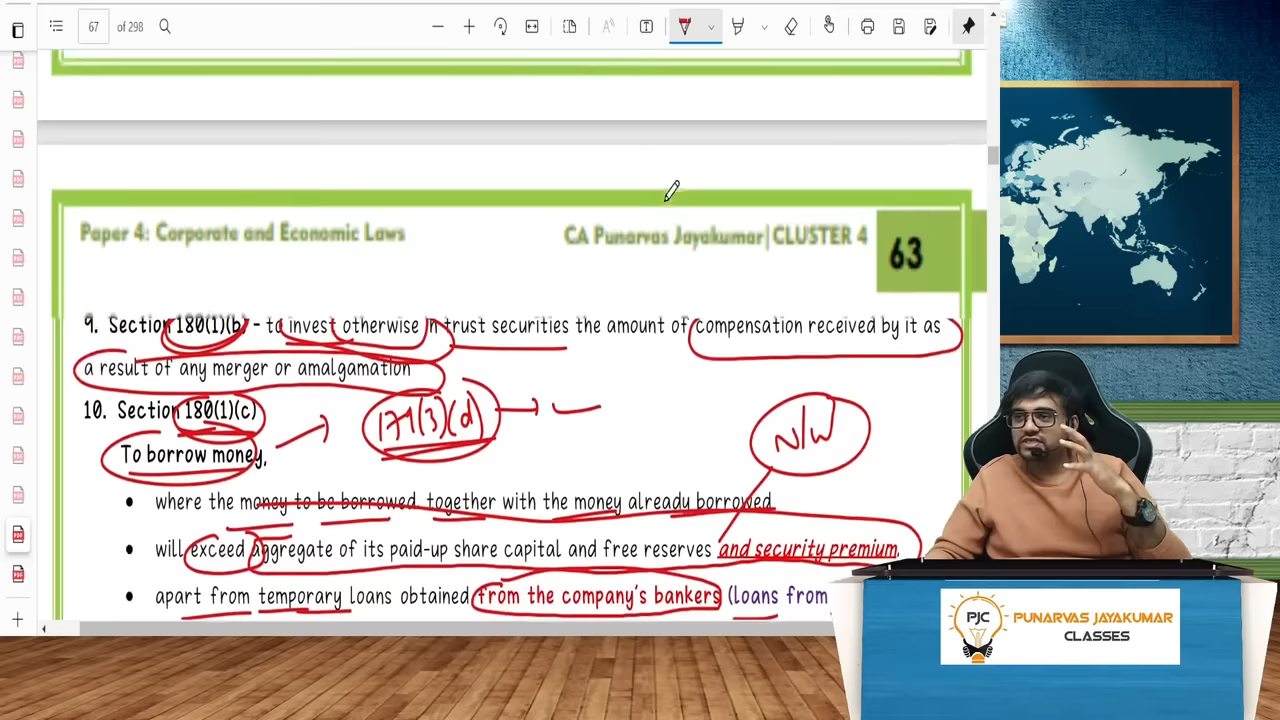 67 of 298
Paper 4: Corporate and Economic Laws
CA Punarvas Jayakumar|CLUSTER 4
63
9. Section 180(1)(b) - to invest otherwise in trust securities the amount of compensation received by it as
a result of any merger or amalgamation
10. Section 180(1)(c)
179(3)(d)
To borrow money,
N/W
• where the money to be borrowed, together with the money already borrowed
• will exceed aggregate of its paid-up share capital and free reserves and security premium,
• apart from temporary loans obtained from the company's bankers (loans from
PJC
PUNARVAS JAYAKUMAR
CLASSES